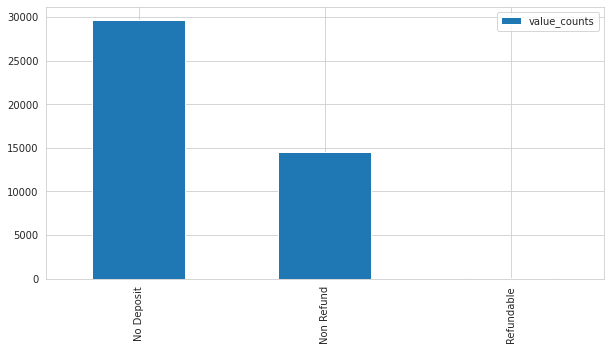 value_counts
30000
25000
20000
15000
10000
5000
0
No Deposit
Non Refund
Refundable